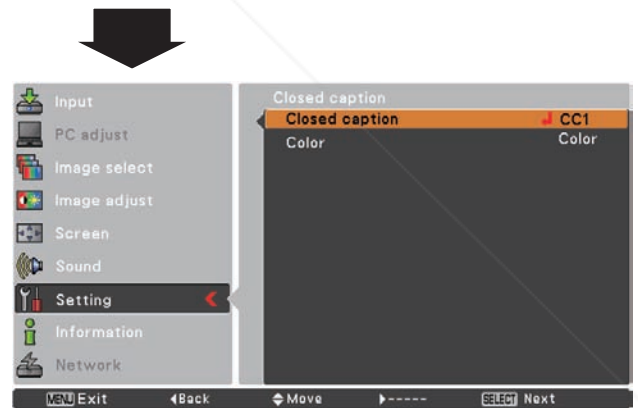 Input
PC adjust
Image select
Image adjust
Screen
Sound
Setting
Information
Network
Closed caption
Closed caption CC1
Color Color
MENU Exit Back Move ----- SELECT Next